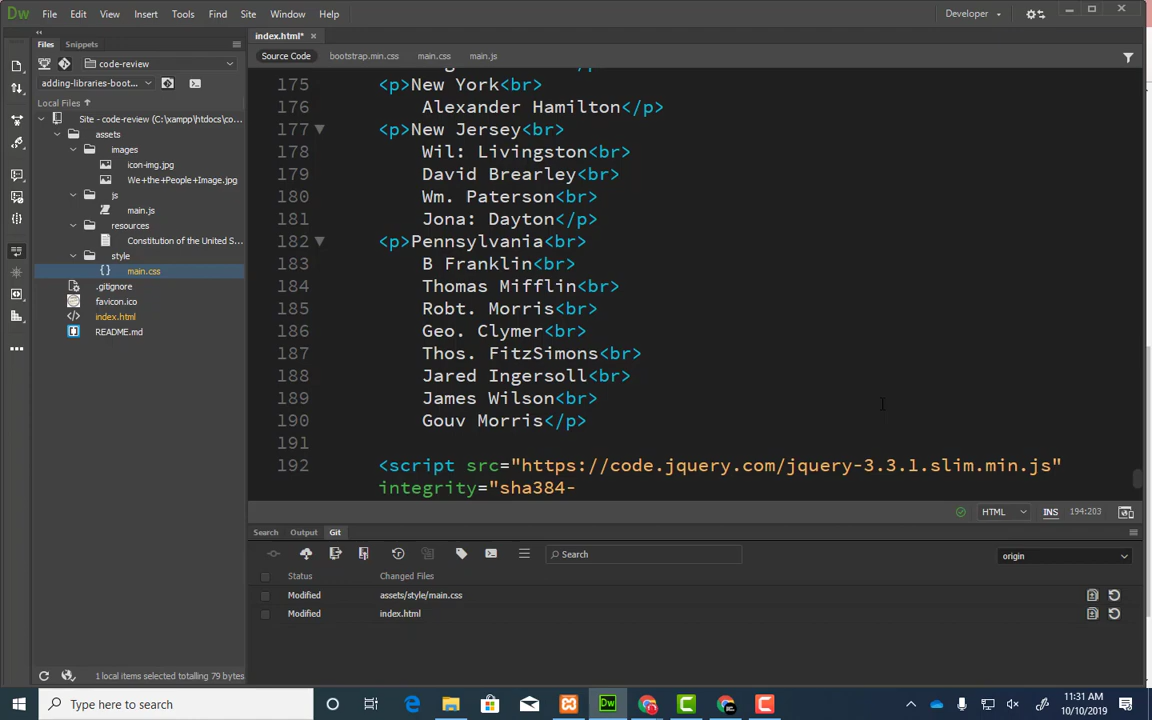 Dw File Edit View Insert Tools Find Site Window Help Developer
Files Snippets index.html*
code-review Source Code bootstrap.min.css main.css main.js
adding-libraries-boot...
Local Files
Site - code-review (C:\xampp\htdocs\co...
assets
images
icon-img.jpg
We+the+People+Image.jpg
js
main.js
resources
Constitution of the United S...
style
{ } main.css
.gitignore
favicon.ico
</> index.html
README.md
1 local items selected totalling 79 bytes
175 <p>New York<br>
176 Alexander Hamilton</p>
177 <p>New Jersey<br>
178 Wil: Livingston<br>
179 David Brearley<br>
180 Wm. Paterson<br>
181 Jona: Dayton</p>
182 <p>Pennsylvania<br>
183 B Franklin<br>
184 Thomas Mifflin<br>
185 Robt. Morris<br>
186 Geo. Clymer<br>
187 Thos. FitzSimons<br>
188 Jared Ingersoll<br>
189 James Wilson<br>
190 Gouv Morris</p>
191
192 <script src="https://code.jquery.com/jquery-3.3.1.slim.min.js"
integrity="sha384-
HTML INS 194:203
Search Output Git
Search origin
Status Changed Files
Modified assets/style/main.css
Modified index.html
Type here to search Dw 11:31 AM
10/10/2019